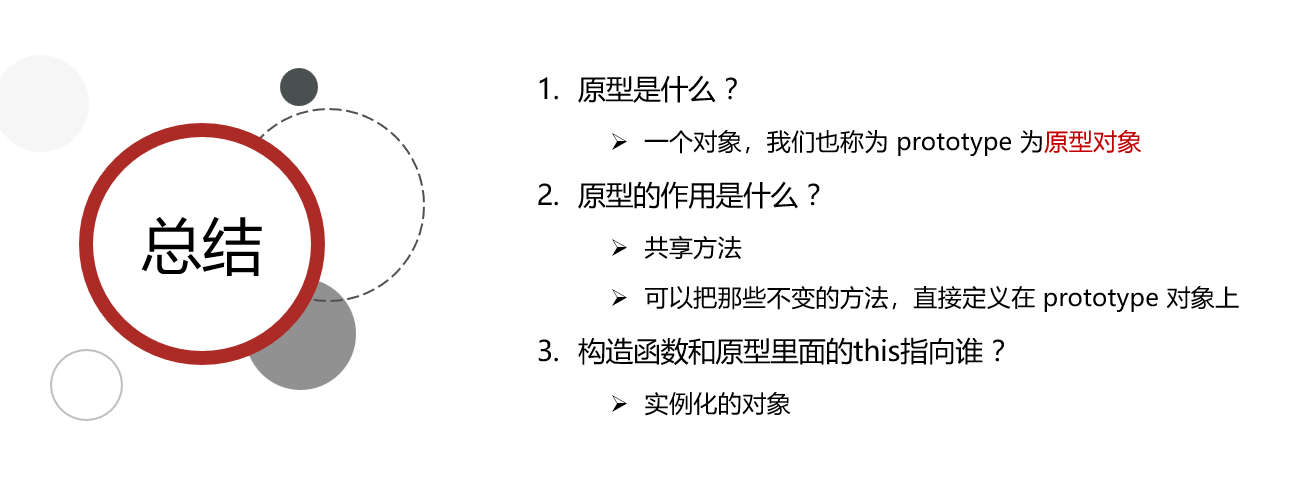 总结
1. 原型是什么？
➢ 一个对象，我们也称为 prototype 为原型对象
2. 原型的作用是什么？
➢ 共享方法
➢ 可以把那些不变的方法，直接定义在 prototype 对象上
3. 构造函数和原型里面的this指向谁？
➢ 实例化的对象